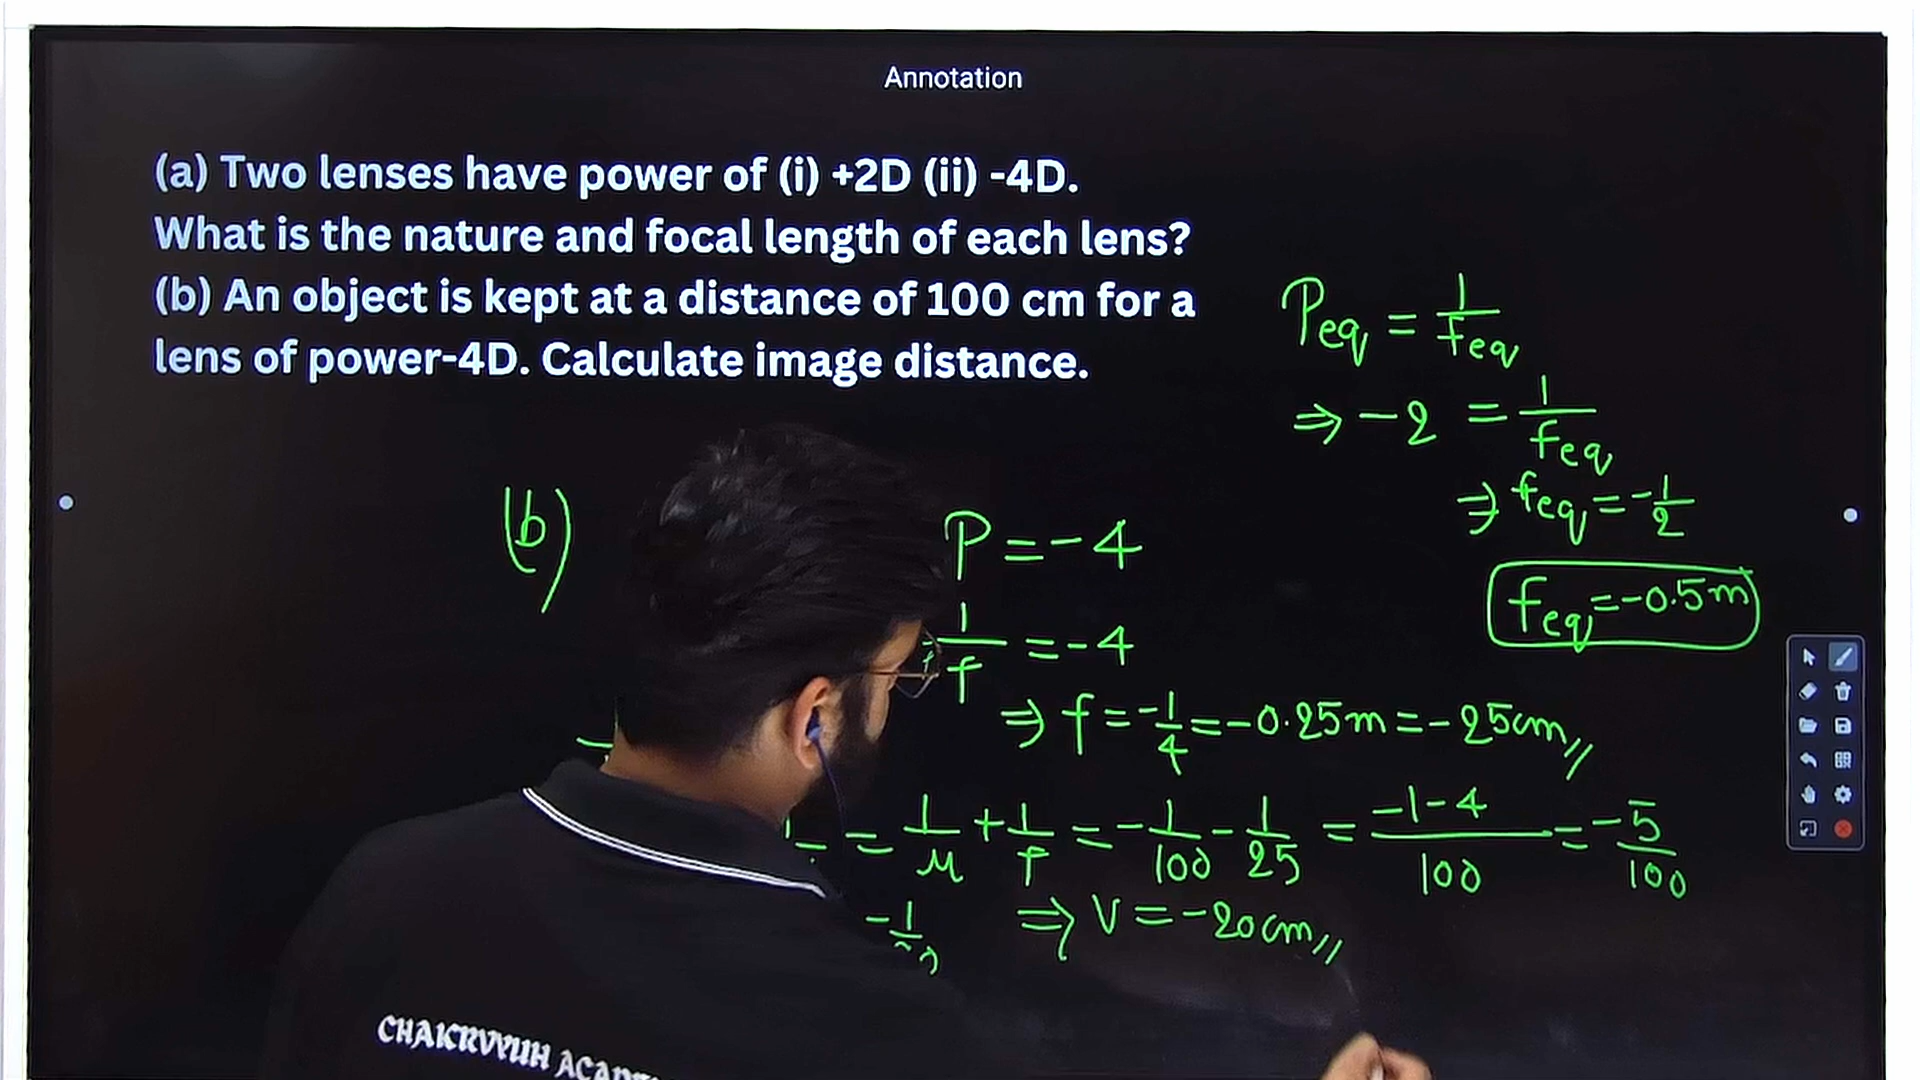 Annotation
(a) Two lenses have power of (i) +2D (ii) -4D.
What is the nature and focal length of each lens?
(b) An object is kept at a distance of 100 cm for a
lens of power-4D. Calculate image distance.
Peq = 1/feq
⇒ -2 = 1/feq
⇒ feq = -1/2
feq = -0.5m
(b)
P = -4
1/f = -4
⇒ f = -1/4 = -0.25m = -25cm
= 1/u + 1/f = -1/100 - 1/25 = -1-4/100 = -5/100
⇒ V = -20cm
CHAKRVYUH